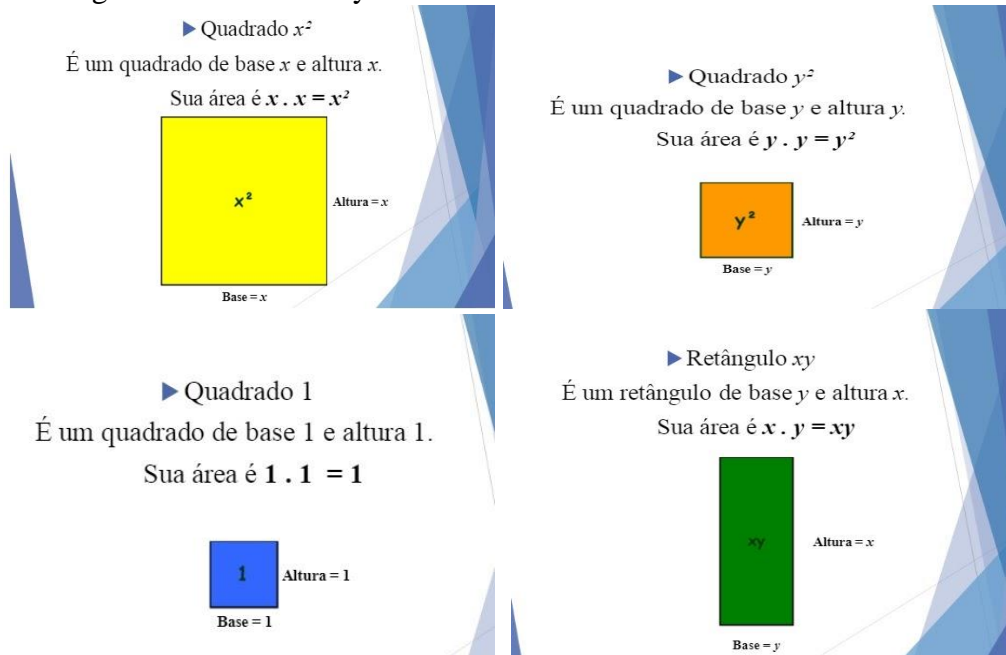 ▶ Quadrado x²
É um quadrado de base x e altura x.
Sua área é x . x = x²
x²
Altura = x
Base = x
▶ Quadrado y²
É um quadrado de base y e altura y.
Sua área é y . y = y²
y²
Altura = y
Base = y
▶ Quadrado 1
É um quadrado de base 1 e altura 1.
Sua área é 1 . 1 = 1
1
Altura = 1
Base = 1
▶ Retângulo xy
É um retângulo de base y e altura x.
Sua área é x . y = xy
xy
Altura = x
Base = y